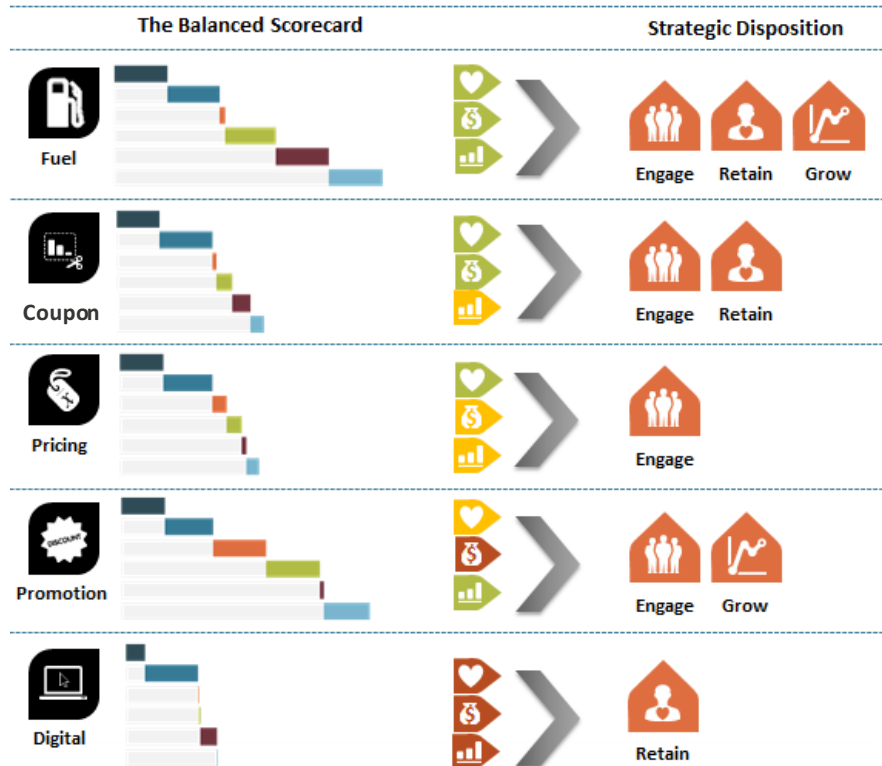 The Balanced Scorecard
Strategic Disposition
Fuel
Engage Retain Grow
Coupon
Engage Retain
Pricing
Engage
DISCOUNT
Promotion
Engage Grow
Digital
Retain